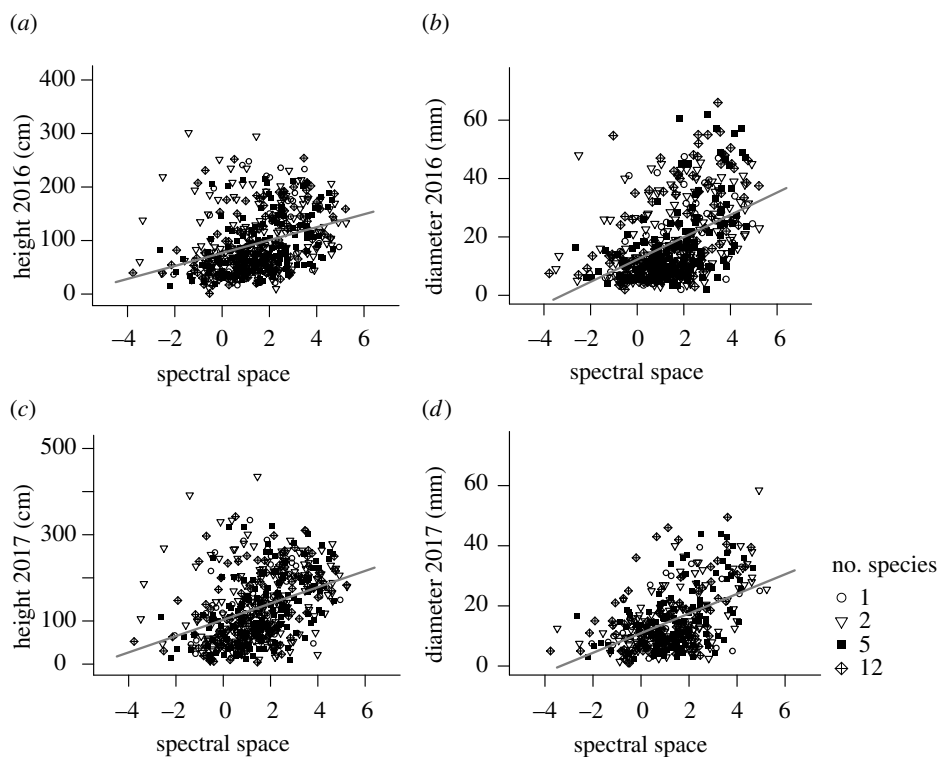 (a)
400
300
200
100
0
height 2016 (cm)
–4 –2 0 2 4 6
spectral space
(b)
60
40
20
0
diameter 2016 (mm)
–4 –2 0 2 4 6
spectral space
(c)
500
300
100
0
height 2017 (cm)
–4 –2 0 2 4 6
spectral space
(d)
60
40
20
0
diameter 2017 (mm)
–4 –2 0 2 4 6
spectral space
no. species
1
2
5
12